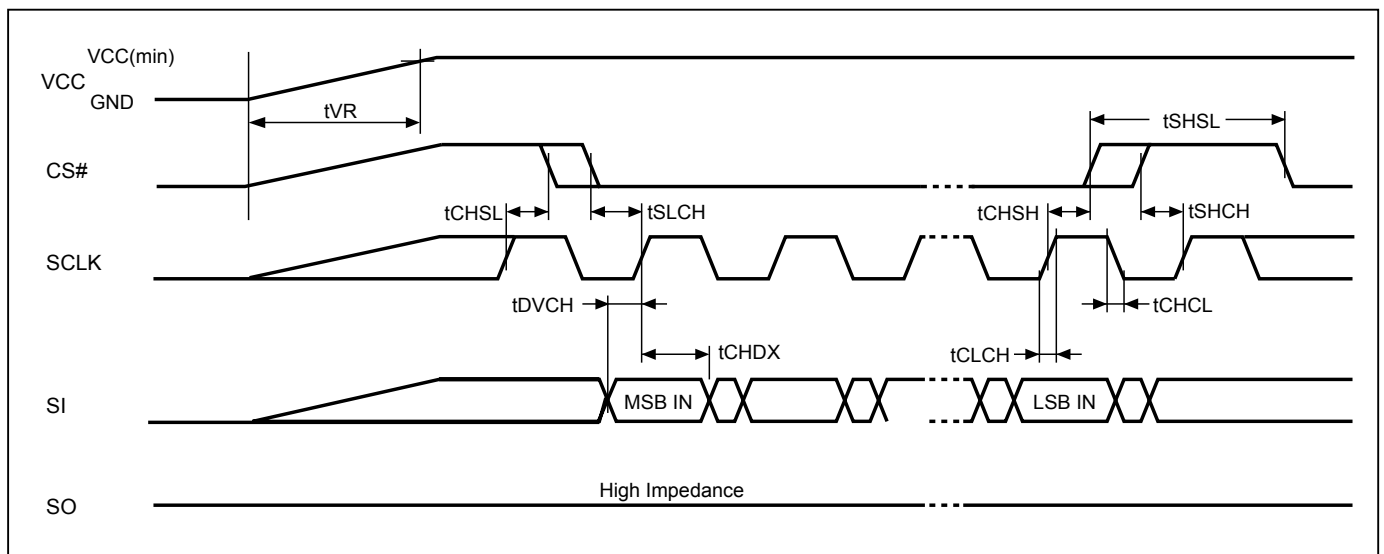 VCC(min)
VCC
GND
tVR
tSHSL
CS#
tCHSL
tSLCH
tCHSH
tSHCH
SCLK
tDVCH
tCHCL
tCHDX
tCLCH
SI
MSB IN
LSB IN
High Impedance
SO